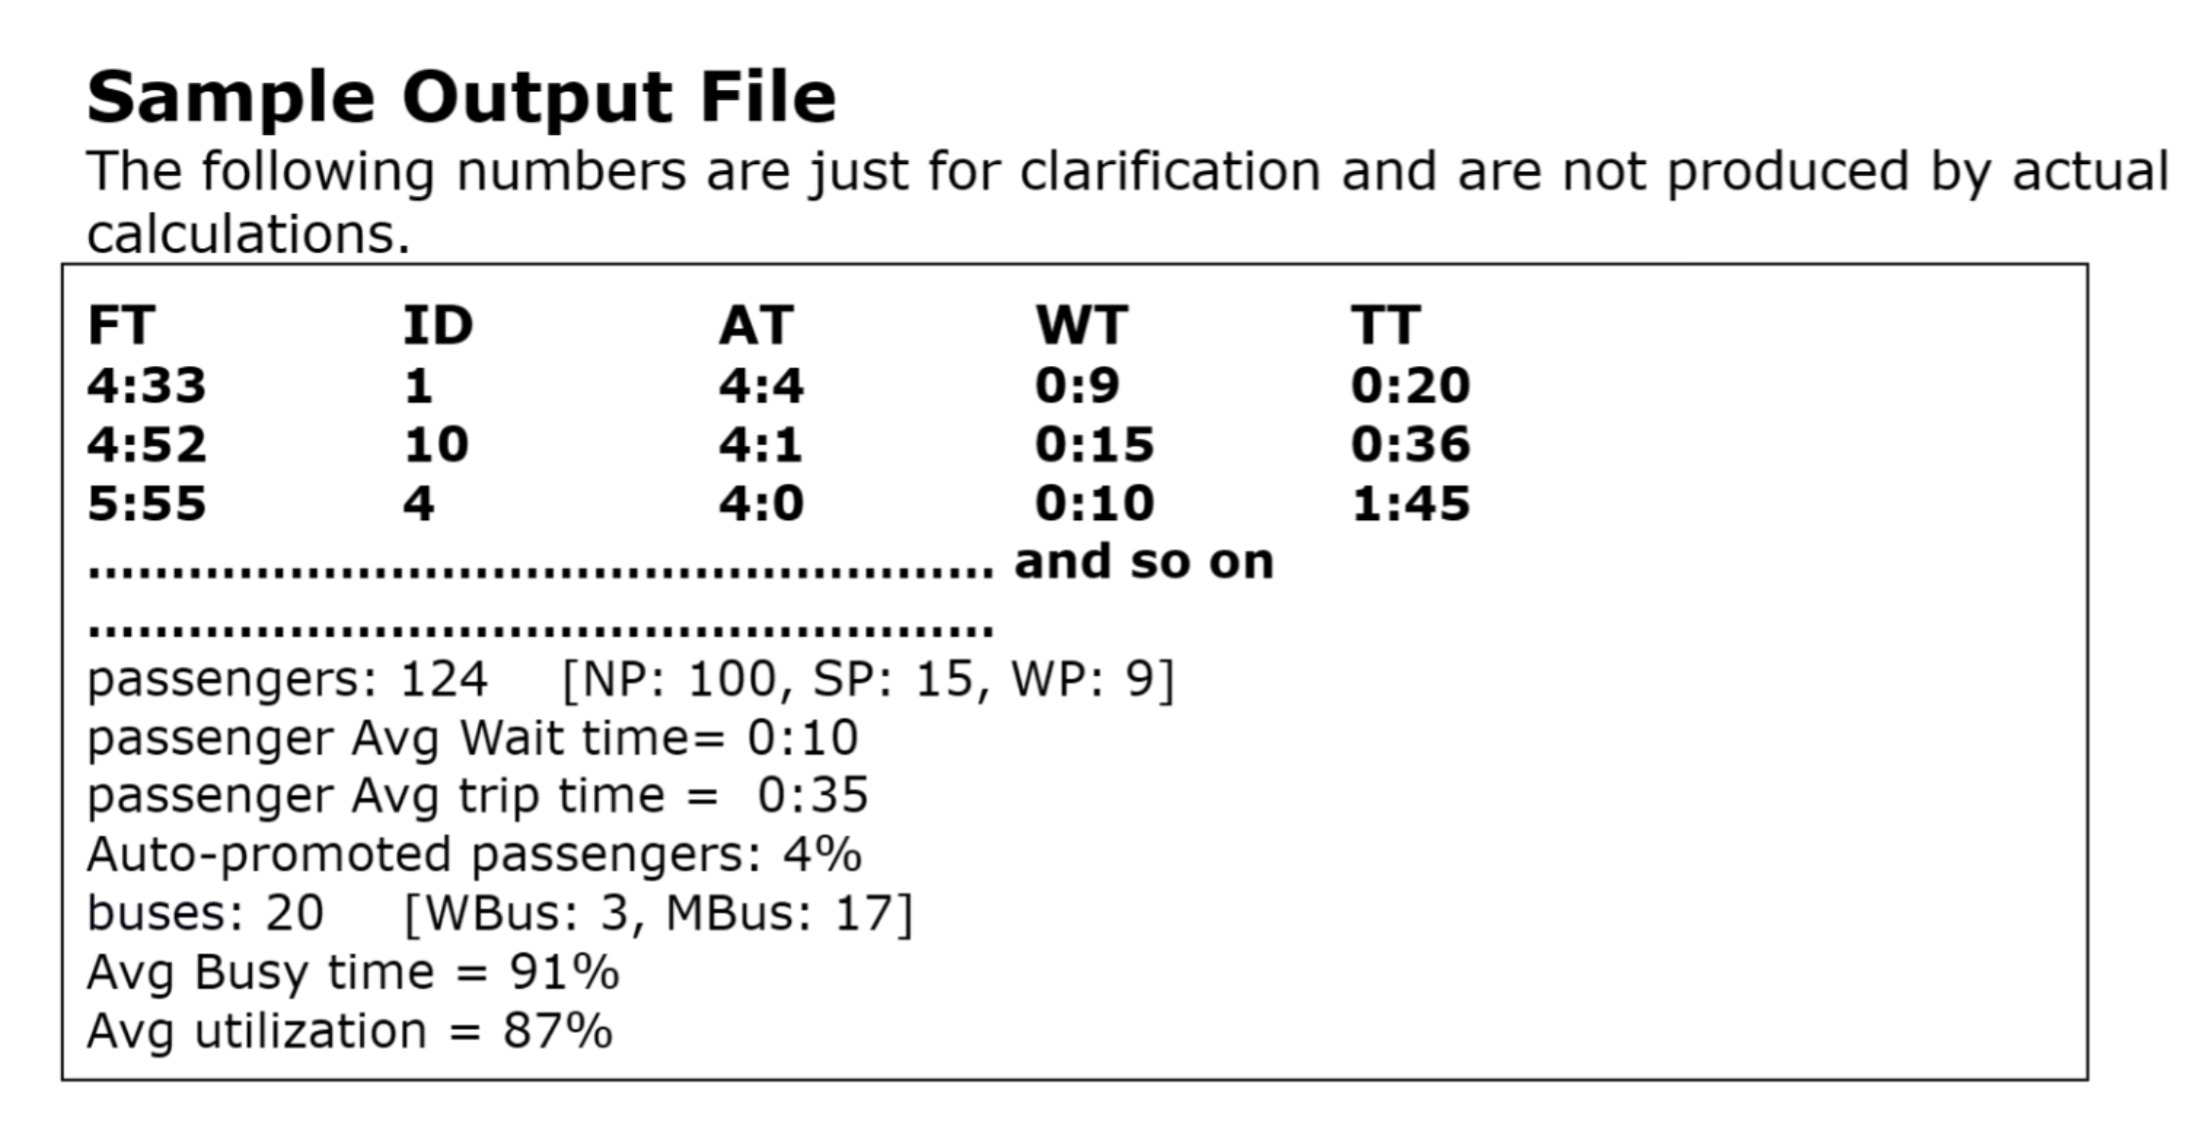 Sample Output File
The following numbers are just for clarification and are not produced by actual
calculations.
FT ID AT WT TT
4:33 1 4:4 0:9 0:20
4:52 10 4:1 0:15 0:36
5:55 4 4:0 0:10 1:45
...................................................... and so on
......................................................
passengers: 124 [NP: 100, SP: 15, WP: 9]
passenger Avg Wait time= 0:10
passenger Avg trip time = 0:35
Auto-promoted passengers: 4%
buses: 20 [WBus: 3, MBus: 17]
Avg Busy time = 91%
Avg utilization = 87%